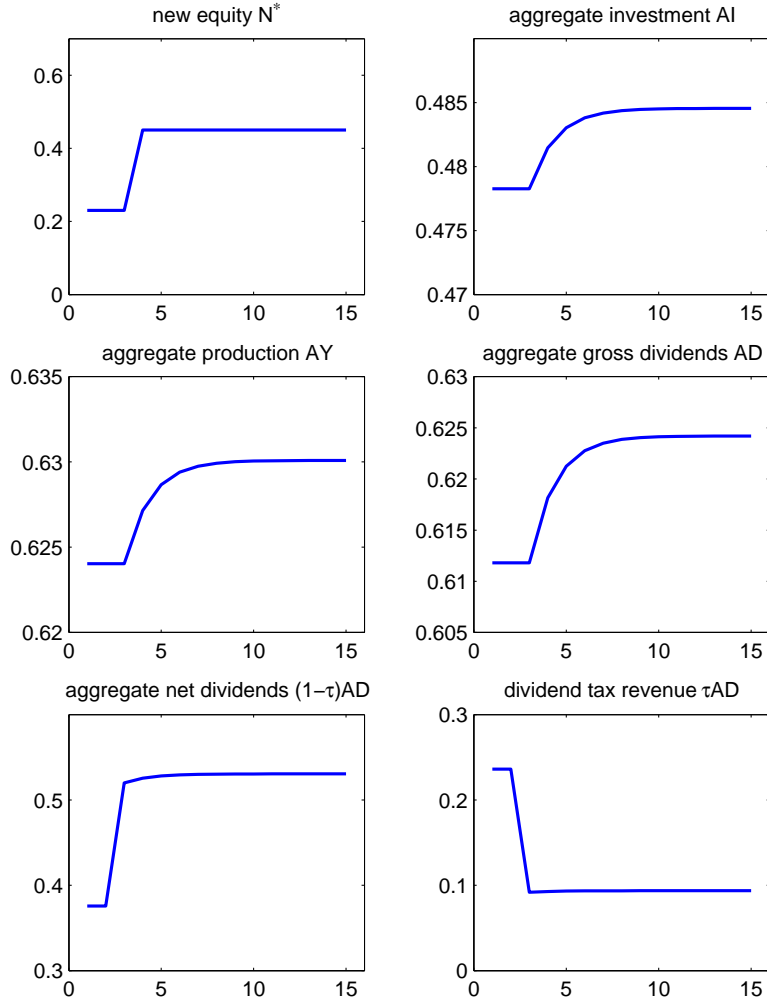 new equity N*
0.6
0.4
0.2
0
0 5 10 15
aggregate investment AI
0.485
0.48
0.475
0.47
0 5 10 15
aggregate production AY
0.635
0.63
0.625
0.62
0 5 10 15
aggregate gross dividends AD
0.63
0.625
0.62
0.615
0.61
0.605
0 5 10 15
aggregate net dividends (1−τ)AD
0.5
0.4
0.3
0 5 10 15
dividend tax revenue τAD
0.3
0.2
0.1
0
0 5 10 15